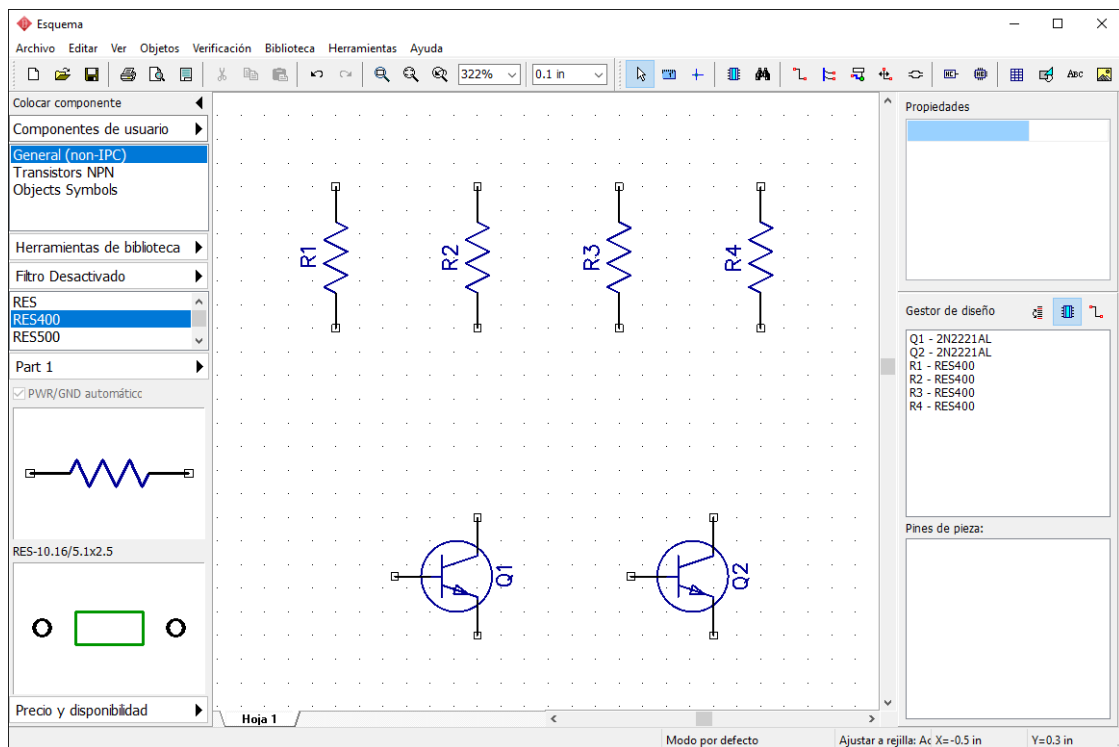 Esquema
Archivo Editar Ver Objetos Verificación Biblioteca Herramientas Ayuda
322% 0.1 in ABC
Colocar componente
Componentes de usuario
General (non-IPC)
Transistors NPN
Objects Symbols
Herramientas de biblioteca
Filtro Desactivado
RES
RES400
RES500
Part 1
PWR/GND automáticc
RES-10.16/5.1x2.5
Precio y disponibilidad
R1 R2 R3 R4
Q1 Q2
Hoja 1
Propiedades
Gestor de diseño
Q1 - 2N2221AL
Q2 - 2N2221AL
R1 - RES400
R2 - RES400
R3 - RES400
R4 - RES400
Pines de pieza:
Modo por defecto Ajustar a rejilla: Ac X=-0.5 in Y=0.3 in